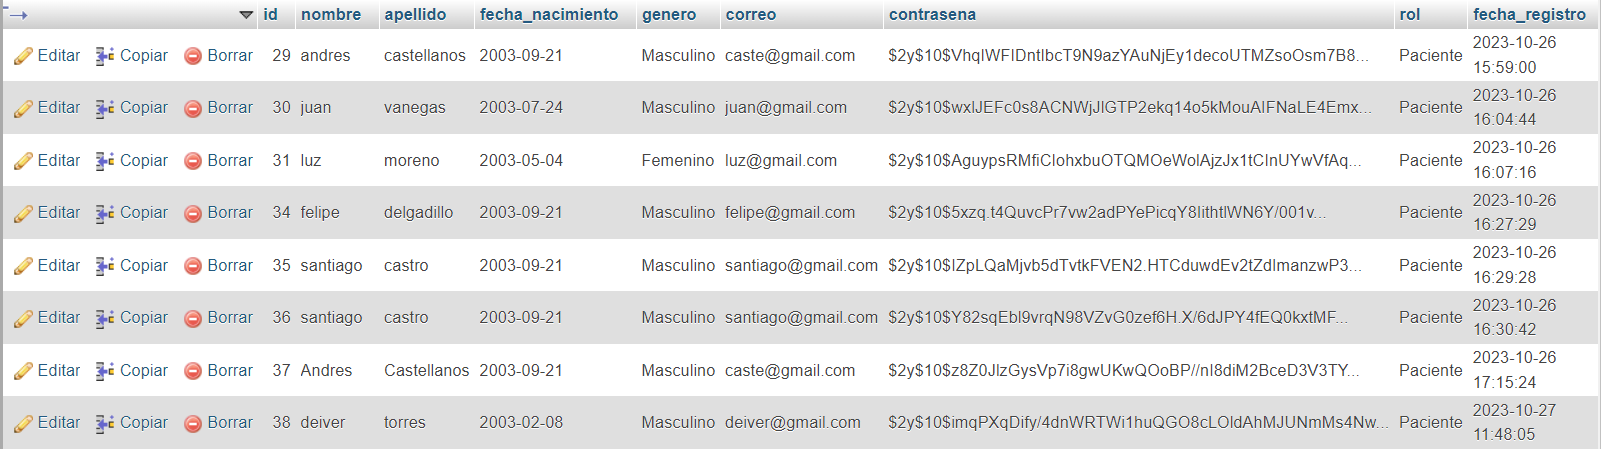 id nombre apellido fecha_nacimiento genero correo contrasena rol fecha_registro
Editar Copiar Borrar 29 andres castellanos 2003-09-21 Masculino caste@gmail.com $2y$10$VhqIWFIDntlbcT9N9azYAuNjEy1decoUTMZsoOsm7B8... Paciente 2023-10-26 15:59:00
Editar Copiar Borrar 30 juan vanegas 2003-07-24 Masculino juan@gmail.com $2y$10$wxlJEFc0s8ACNWjJlGTP2ekq14o5kMouAlFNaLE4Emx... Paciente 2023-10-26 16:04:44
Editar Copiar Borrar 31 luz moreno 2003-05-04 Femenino luz@gmail.com $2y$10$AguypsRMfiClohxbuOTQMOeWolAjzJx1tClnUYwVfAq... Paciente 2023-10-26 16:07:16
Editar Copiar Borrar 34 felipe delgadillo 2003-09-21 Masculino felipe@gmail.com $2y$10$5xzq.t4QuvcPr7vw2adPYePicqY8IithtlWN6Y/001v... Paciente 2023-10-26 16:27:29
Editar Copiar Borrar 35 santiago castro 2003-09-21 Masculino santiago@gmail.com $2y$10$lZpLQaMjvb5dTvtkFVEN2.HTCduwdEv2tZdlmanzwP3... Paciente 2023-10-26 16:29:28
Editar Copiar Borrar 36 santiago castro 2003-09-21 Masculino santiago@gmail.com $2y$10$Y82sqEbl9vrqN98VZvG0zef6H.X/6dJPY4fEQ0kxtMF... Paciente 2023-10-26 16:30:42
Editar Copiar Borrar 37 Andres Castellanos 2003-09-21 Masculino caste@gmail.com $2y$10$z8Z0JlzGysVp7i8gwUKwQOoBP//nl8diM2BceD3V3TY... Paciente 2023-10-26 17:15:24
Editar Copiar Borrar 38 deiver torres 2003-02-08 Masculino deiver@gmail.com $2y$10$imqPXqDify/4dnWRTWi1huQGO8cLOldAhMJUNmMs4Nw... Paciente 2023-10-27 11:48:05